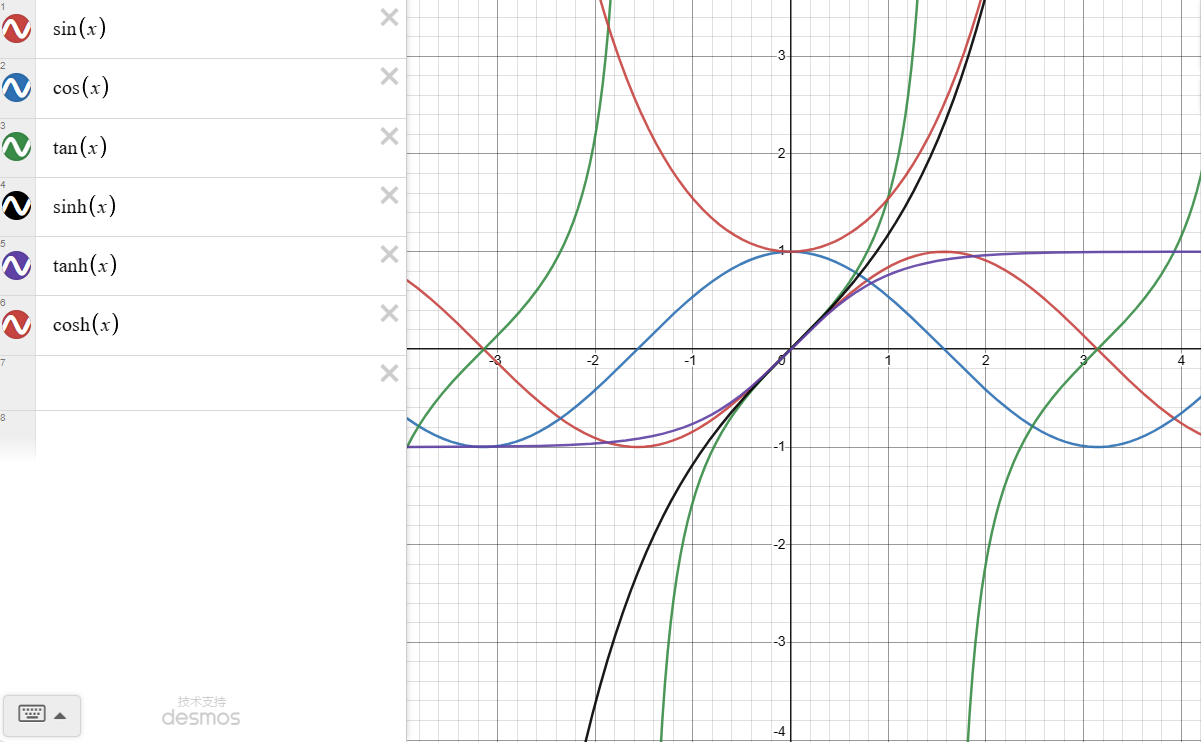 1
sin(x)
2
cos(x)
3
tan(x)
4
sinh(x)
5
tanh(x)
6
cosh(x)
7
8
技术支持
desmos
3
2
1
-3 -2 -1 0 1 2 3 4
-1
-2
-3
-4